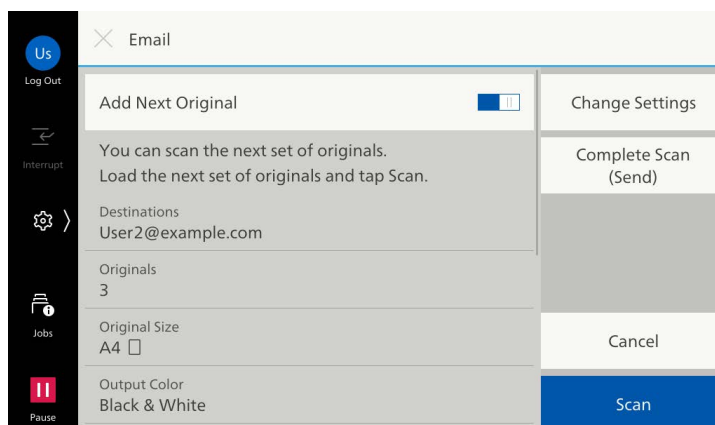 Us
Log Out
Interrupt
Jobs
Pause
Email
Add Next Original
You can scan the next set of originals.
Load the next set of originals and tap Scan.
Destinations
User2@example.com
Originals
3
Original Size
A4
Output Color
Black & White
Change Settings
Complete Scan
(Send)
Cancel
Scan